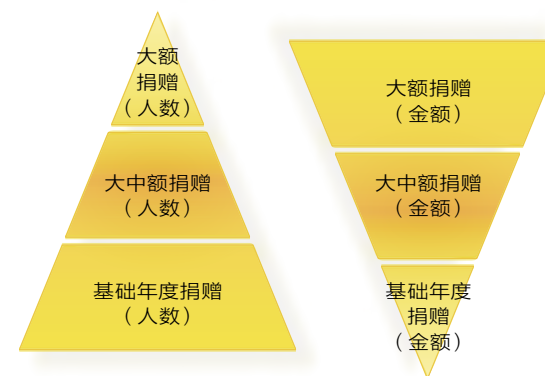 大额
捐赠
（人数）
大中额捐赠
（人数）
基础年度捐赠
（人数）
大额捐赠
（金额）
大中额捐赠
（金额）
基础年度
捐赠
（金额）